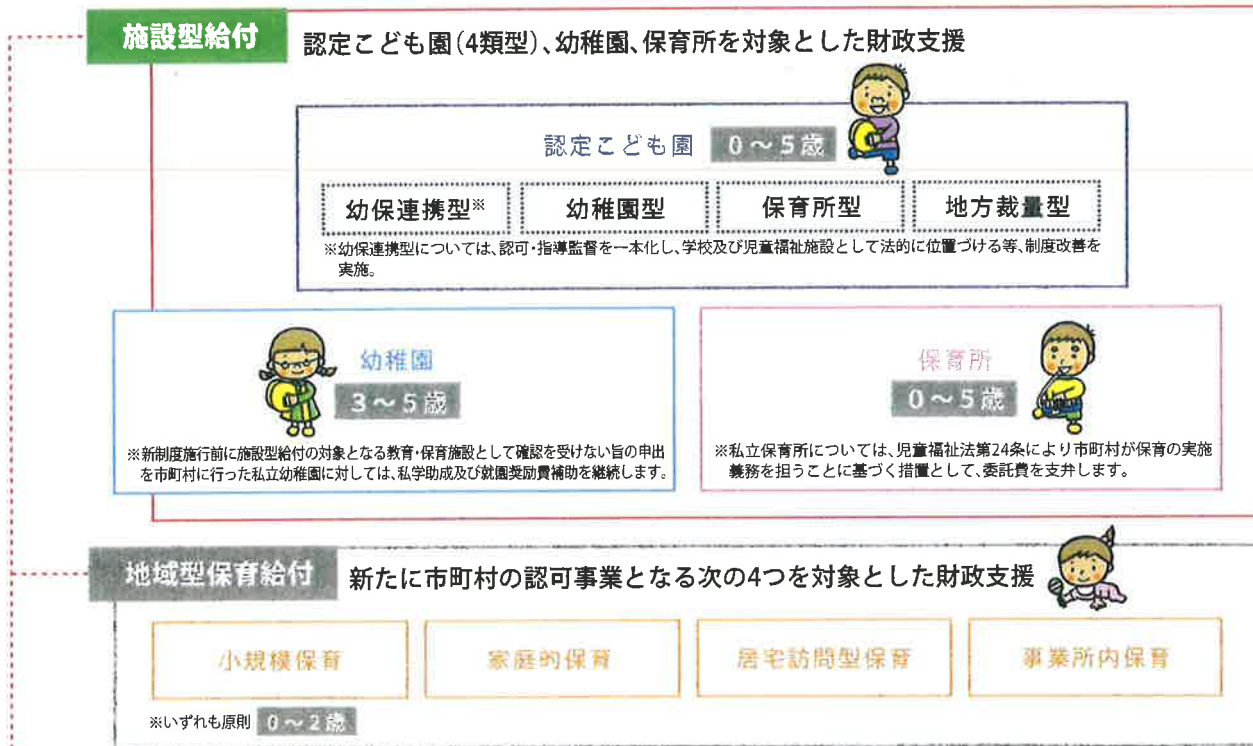 施設型給付 認定こども園(4類型)、幼稚園、保育所を対象とした財政支援
認定こども園 0～5歳
幼保連携型※ 幼稚園型 保育所型 地方裁量型
※幼保連携型については、認可・指導監督を一本化し、学校及び児童福祉施設として法的に位置づける等、制度改善を
実施。
幼稚園
3～5歳
※新制度施行前に施設型給付の対象となる教育・保育施設として確認を受けない旨の申出
を市町村に行った私立幼稚園に対しては、私学助成及び就園奨励費補助を継続します。
保育所
0～5歳
※私立保育所については、児童福祉法第24条により市町村が保育の実施
義務を担うことに基づく措置として、委託費を支弁します。
地域型保育給付 新たに市町村の認可事業となる次の4つを対象とした財政支援
小規模保育 家庭的保育 居宅訪問型保育 事業所内保育
※いずれも原則 0～2歳